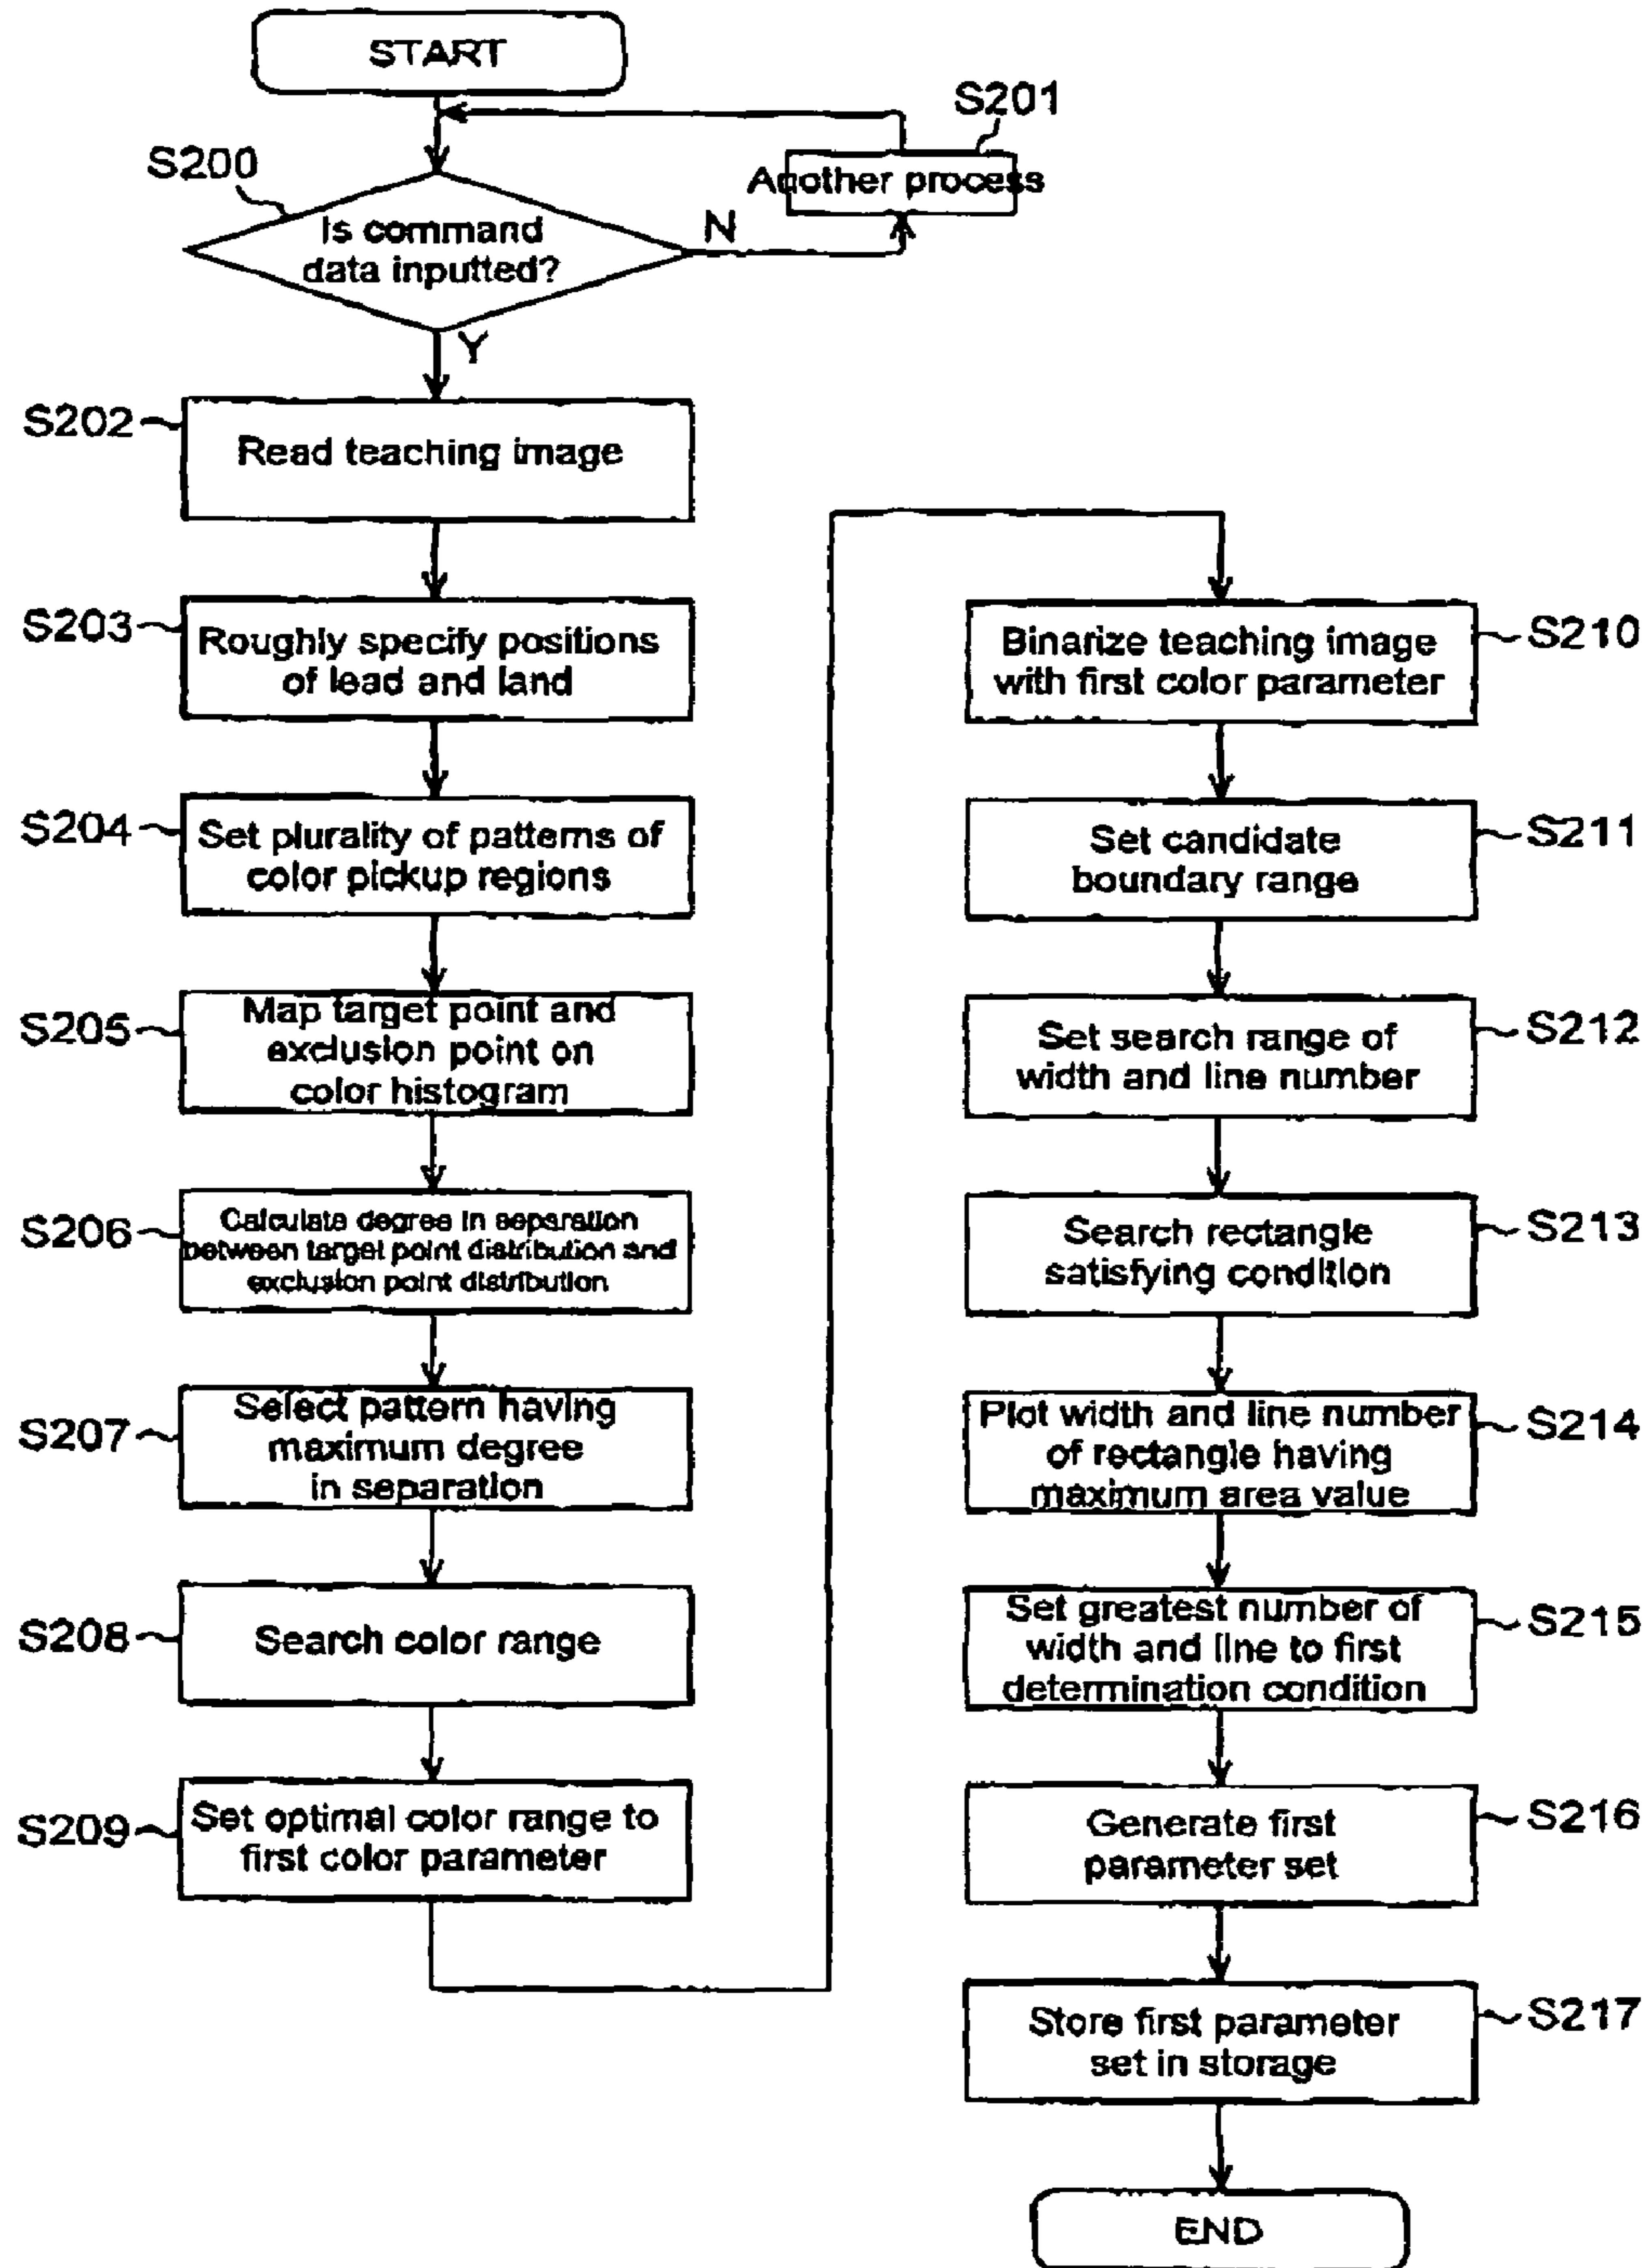 START
S201
Another process
S200
Is command
data inputted?
N
Y
S202
Read teaching image
S203
Roughly specify positions
of lead and land
S204
Set plurality of patterns of
color pickup regions
S205
Map target point and
exclusion point on
color histogram
S206
Calculate degree in separation
between target point distribution and
exclusion point distribution
S207
Select pattern having
maximum degree
in separation
S208
Search color range
S209
Set optimal color range to
first color parameter
S210
Binarize teaching image
with first color parameter
S211
Set candidate
boundary range
S212
Set search range of
width and line number
S213
Search rectangle
satisfying condition
S214
Plot width and line number
of rectangle having
maximum area value
S215
Set greatest number of
width and line to first
determination condition
S216
Generate first
parameter set
S217
Store first parameter
set in storage
END